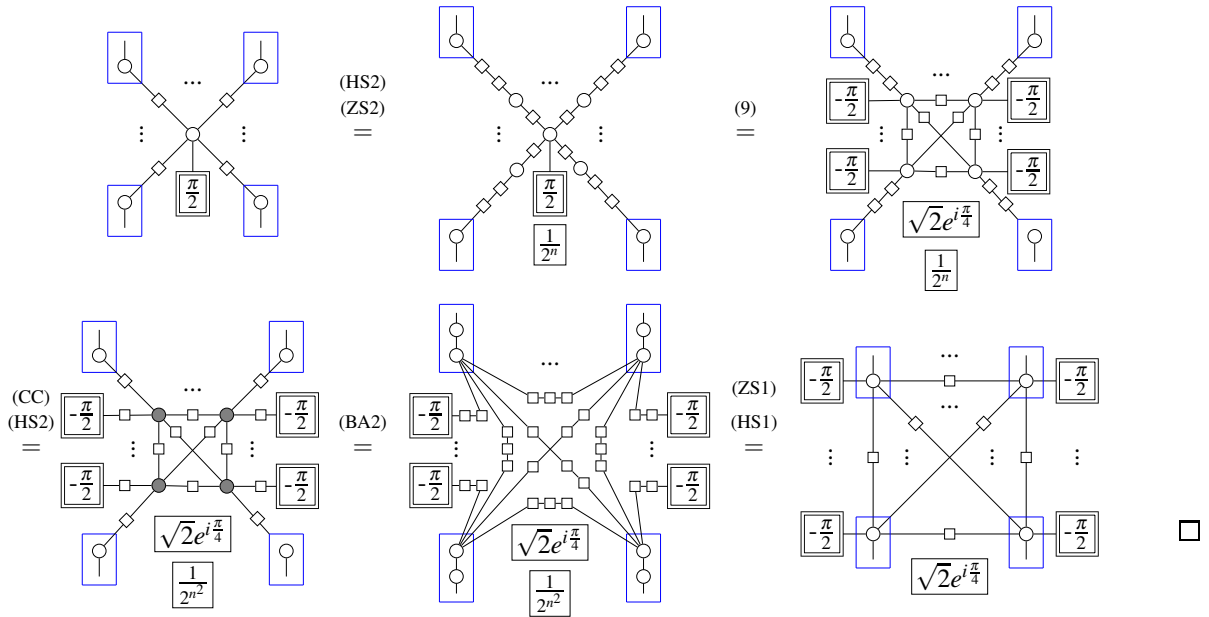 ...
(HS2)
...
(9)
...
(ZS2)
-π/2
-π/2
⋮
⋮
=
⋮
⋮
=
⋮
⋮
π/2
π/2
-π/2
-π/2
1/2^n
√2e^{iπ/4}
1/2^n
(CC)
...
...
(ZS1)
-π/2
...
-π/2
(HS2)
-π/2
-π/2
(BA2)
-π/2
-π/2
(HS1)
=
⋮
⋮
=
⋮
⋮
=
⋮
⋮
⋮
⋮
-π/2
-π/2
-π/2
-π/2
-π/2
-π/2
√2e^{iπ/4}
√2e^{iπ/4}
√2e^{iπ/4}
□
1/2^{n^2}
1/2^{n^2}